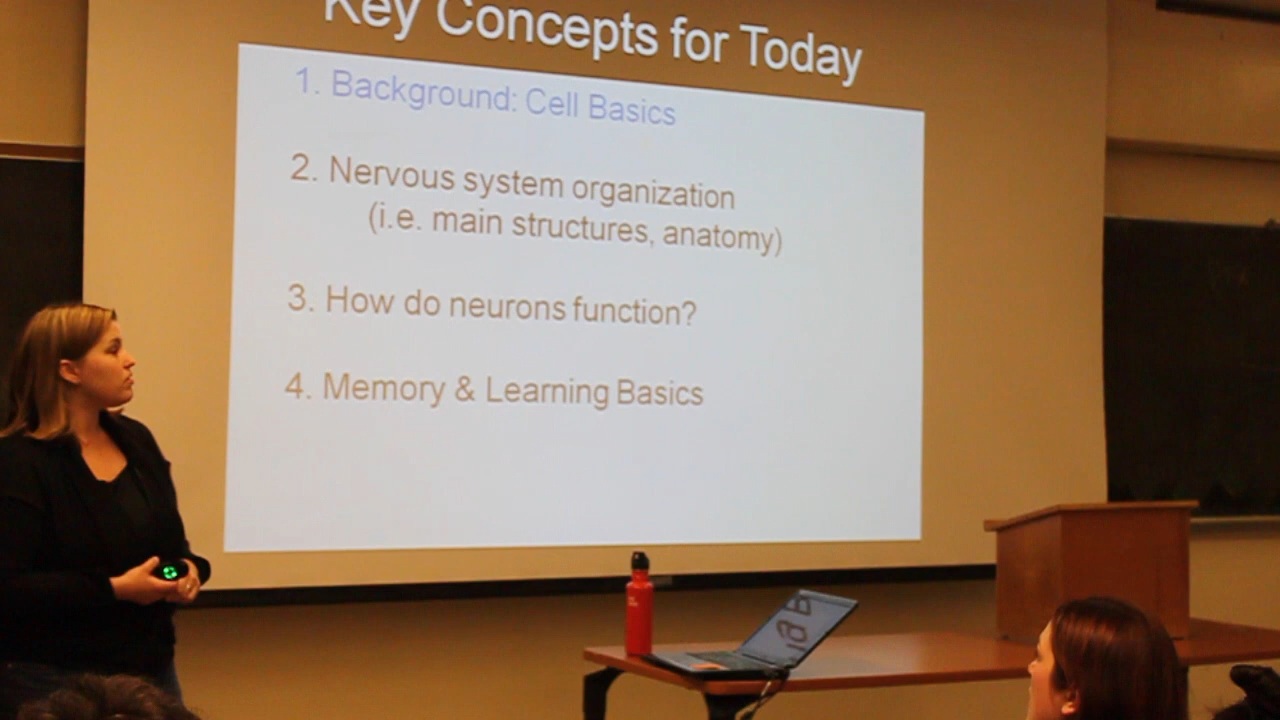 Key Concepts for Today
1. Background: Cell Basics
2. Nervous system organization
(i.e. main structures, anatomy)
3. How do neurons function?
4. Memory & Learning Basics